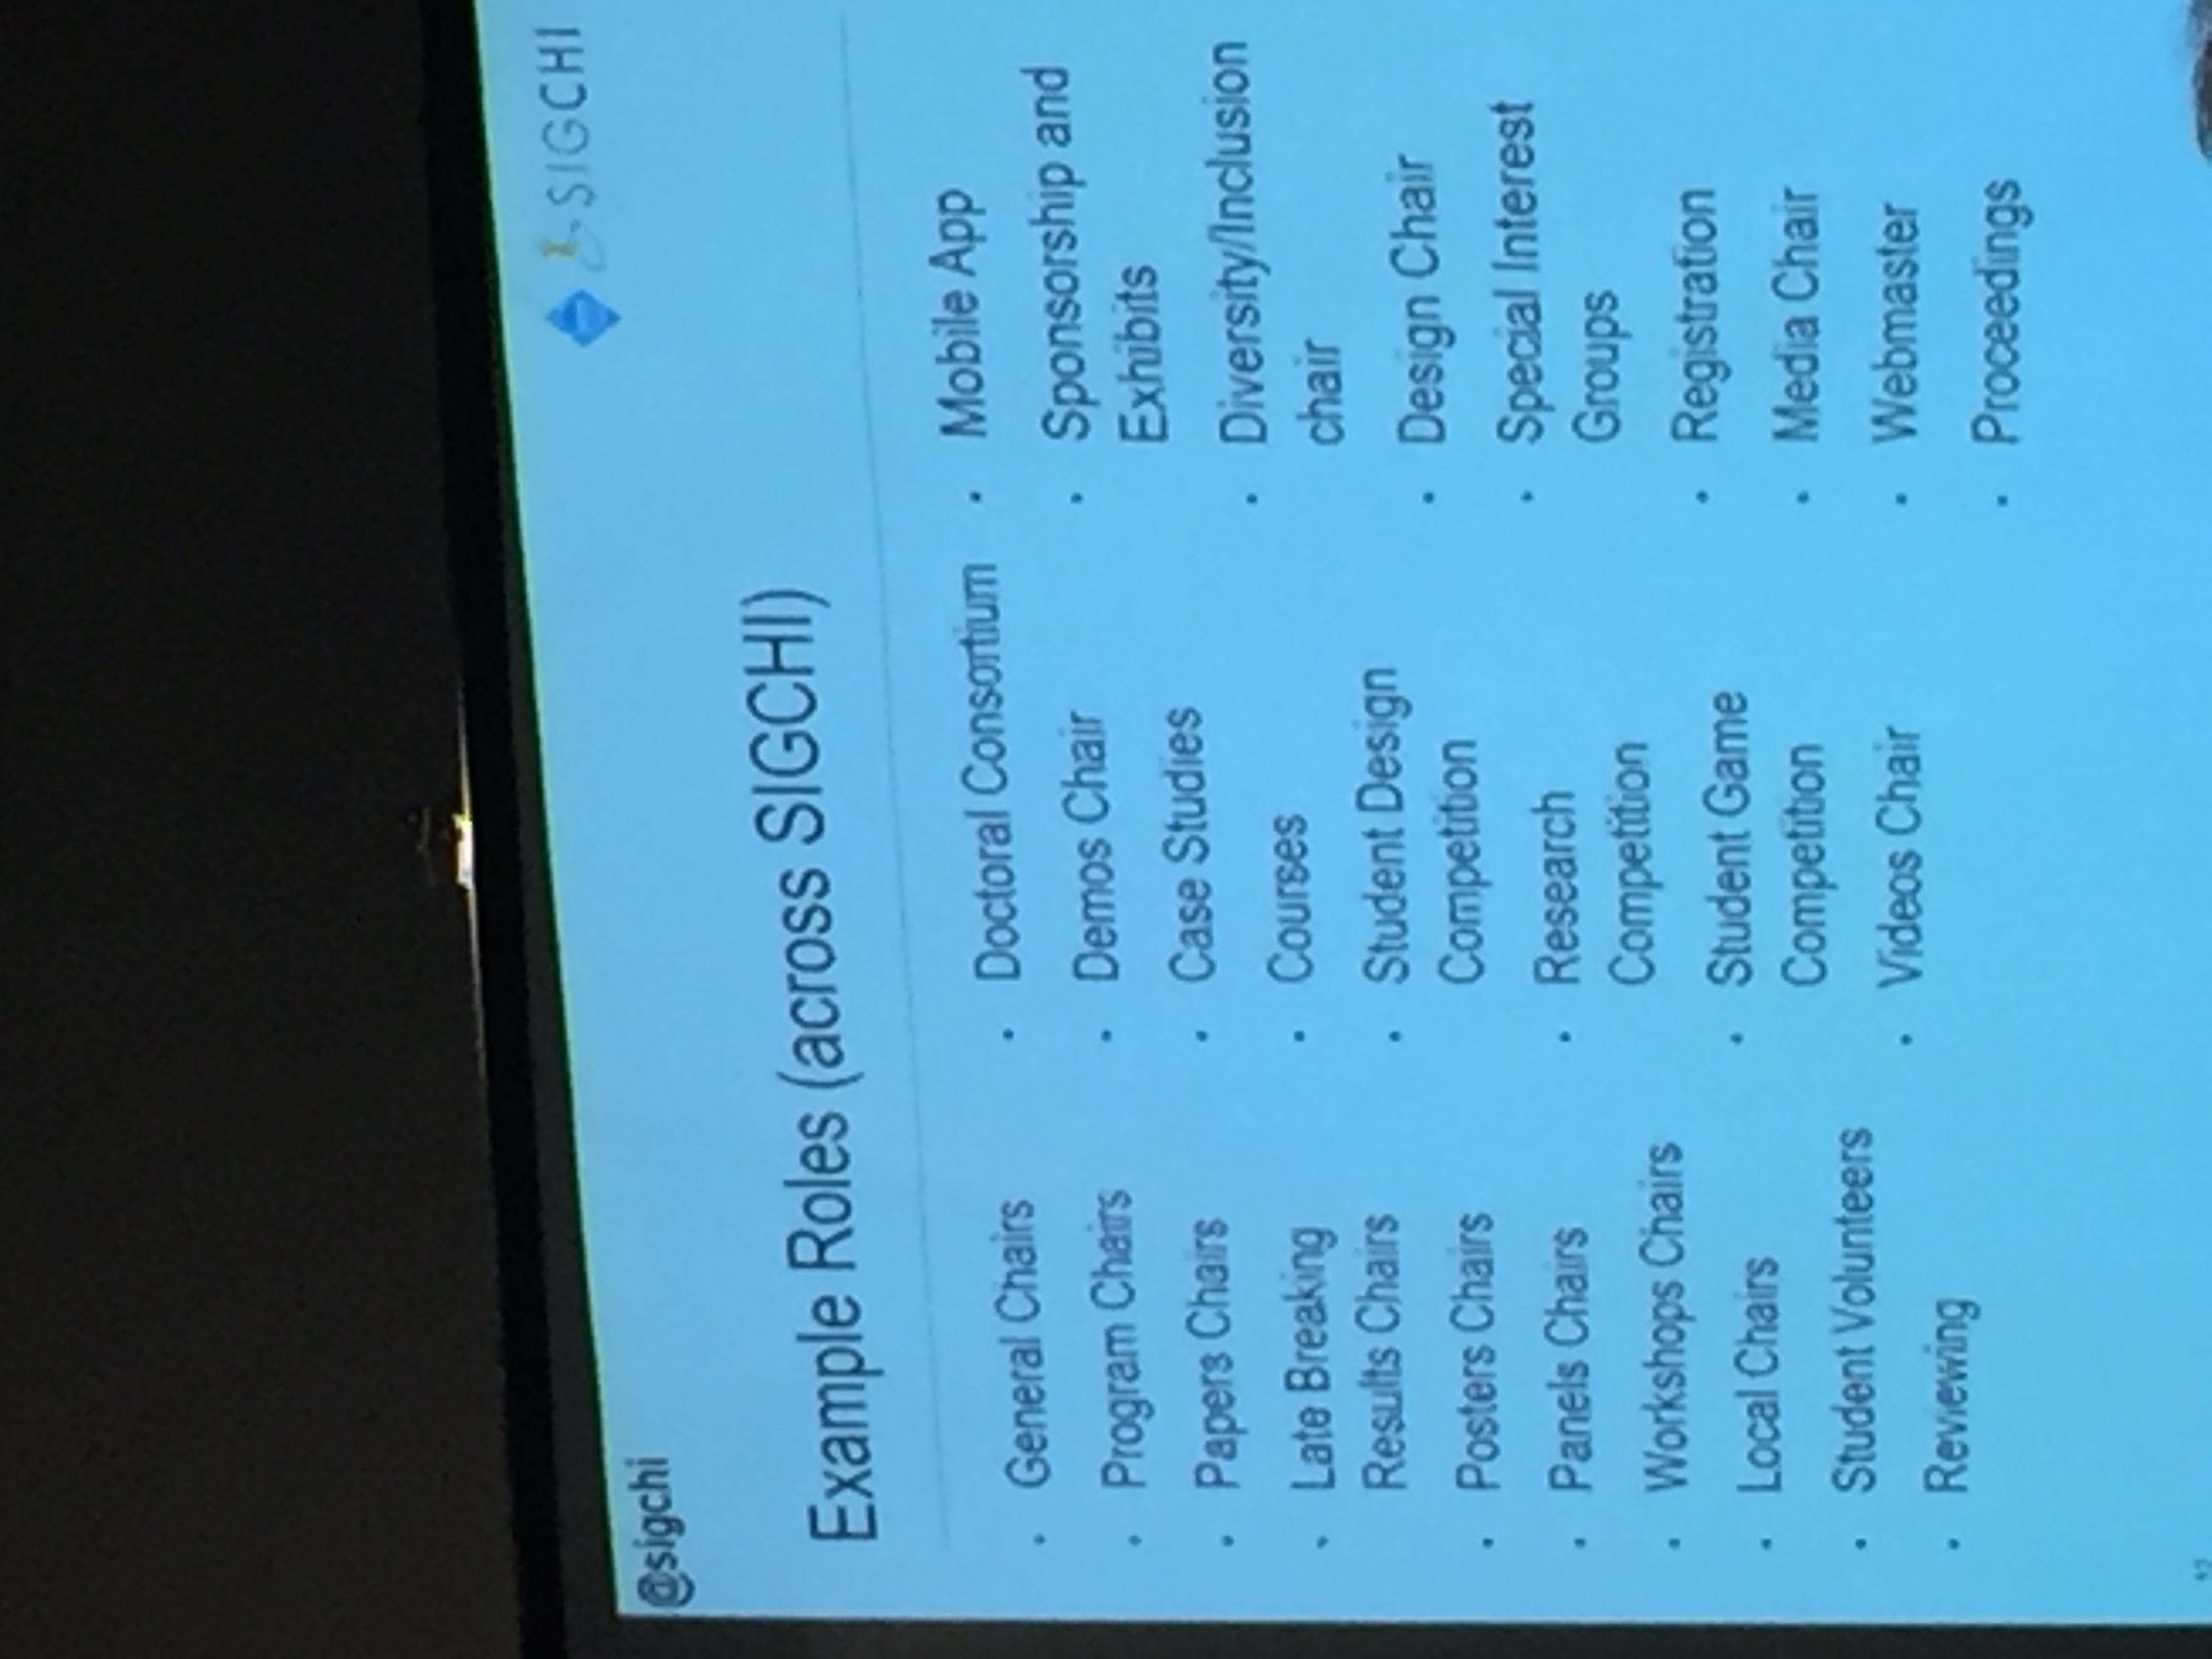 SIGCHI
@sigchi
Example Roles (across SIGCHI)
General Chairs
Program Chairs
Papers Chairs
Late Breaking
Results Chairs
Posters Chairs
Panels Chairs
Workshops Chairs
Local Chairs
Student Volunteers
Reviewing
Doctoral Consortium
Demos Chair
Case Studies
Courses
Student Design
Competition
Research
Competition
Student Game
Competition
Videos Chair
Mobile App
Sponsorship and
Exhibits
Diversity/Inclusion
chair
Design Chair
Special Interest
Groups
Registration
Media Chair
Webmaster
Proceedings